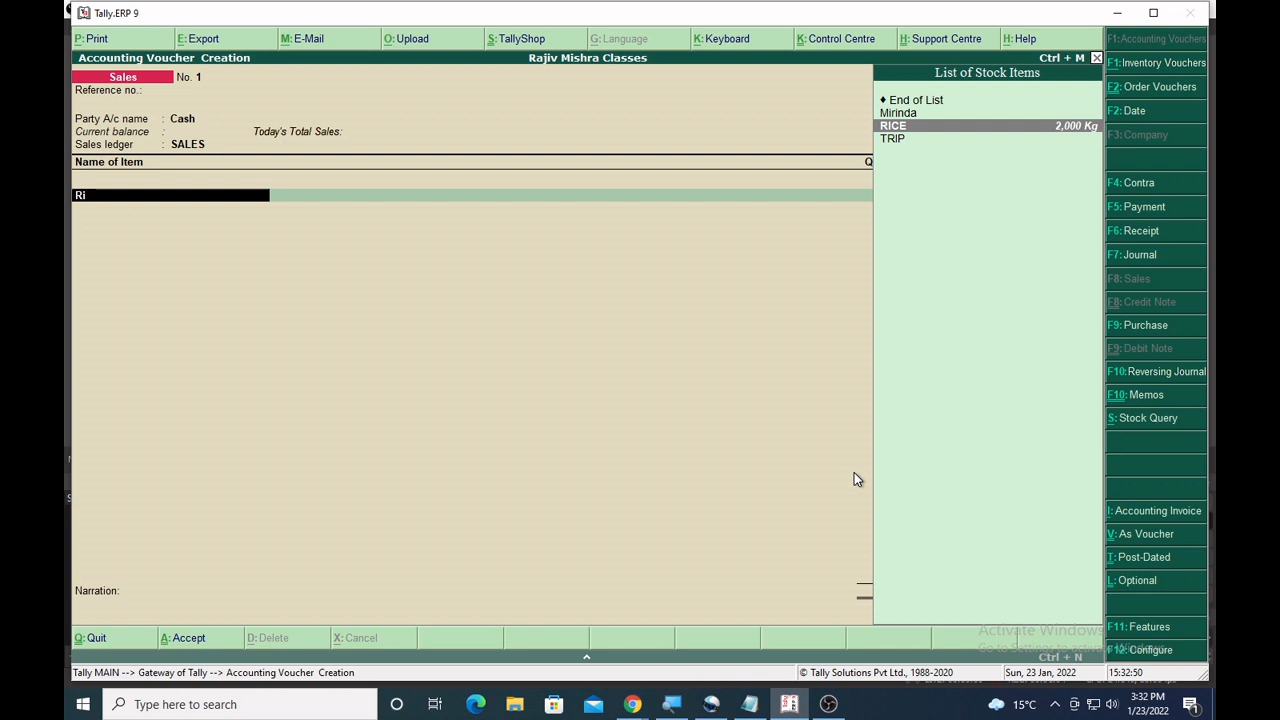 Tally.ERP 9
P: Print E: Export M: E-Mail O: Upload S: TallyShop G: Language K: Keyboard K: Control Centre H: Support Centre H: Help
Accounting Voucher Creation Rajiv Mishra Classes Ctrl + M
Sales No. 1
Reference no.:
Party A/c name : Cash
Current balance : Today's Total Sales:
Sales ledger : SALES
Name of Item Q
Ri
Narration:
List of Stock Items
♦ End of List
Mirinda
RICE 2,000 Kg
TRIP
F1: Accounting Vouchers
F1: Inventory Vouchers
F2: Order Vouchers
F2: Date
F3: Company
F4: Contra
F5: Payment
F6: Receipt
F7: Journal
F8: Sales
F8: Credit Note
F9: Purchase
F9: Debit Note
F10: Reversing Journal
F10: Memos
S: Stock Query
I: Accounting Invoice
V: As Voucher
T: Post-Dated
L: Optional
F11: Features
F12: Configure
Q: Quit A: Accept D: Delete X: Cancel
Activate Windows
Go to Settings to activate Windows.
Ctrl + N
Tally MAIN --> Gateway of Tally --> Accounting Voucher Creation © Tally Solutions Pvt Ltd., 1988-2020 Sun, 23 Jan, 2022 15:32:50
Type here to search 15°C 3:32 PM
1/23/2022